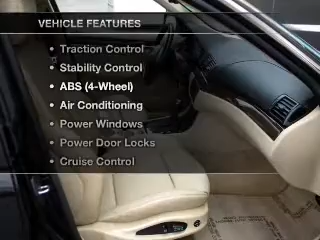 VEHICLE FEATURES
• Traction Control
• Stability Control
• ABS (4-Wheel)
• Air Conditioning
• Power Windows
• Power Door Locks
• Cruise Control